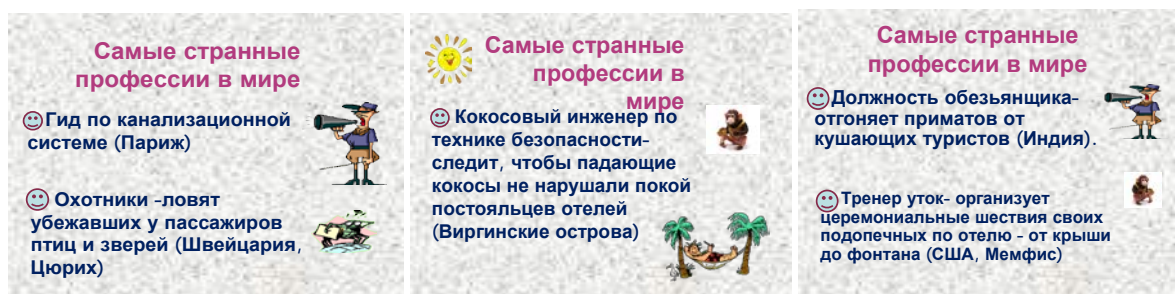 Самые странные
профессии в мире
Гид по канализационной
системе (Париж)
Охотники -ловят
убежавших у пассажиров
птиц и зверей (Швейцария,
Цюрих)
Самые странные
профессии в
мире
Кокосовый инженер по
технике безопасности-
следит, чтобы падающие
кокосы не нарушали покой
постояльцев отелей
(Виргинские острова)
Самые странные
профессии в мире
Должность обезьянщика-
отгоняет приматов от
кушающих туристов (Индия).
Тренер уток- организует
церемониальные шествия своих
подопечных по отелю - от крыши
до фонтана (США, Мемфис)